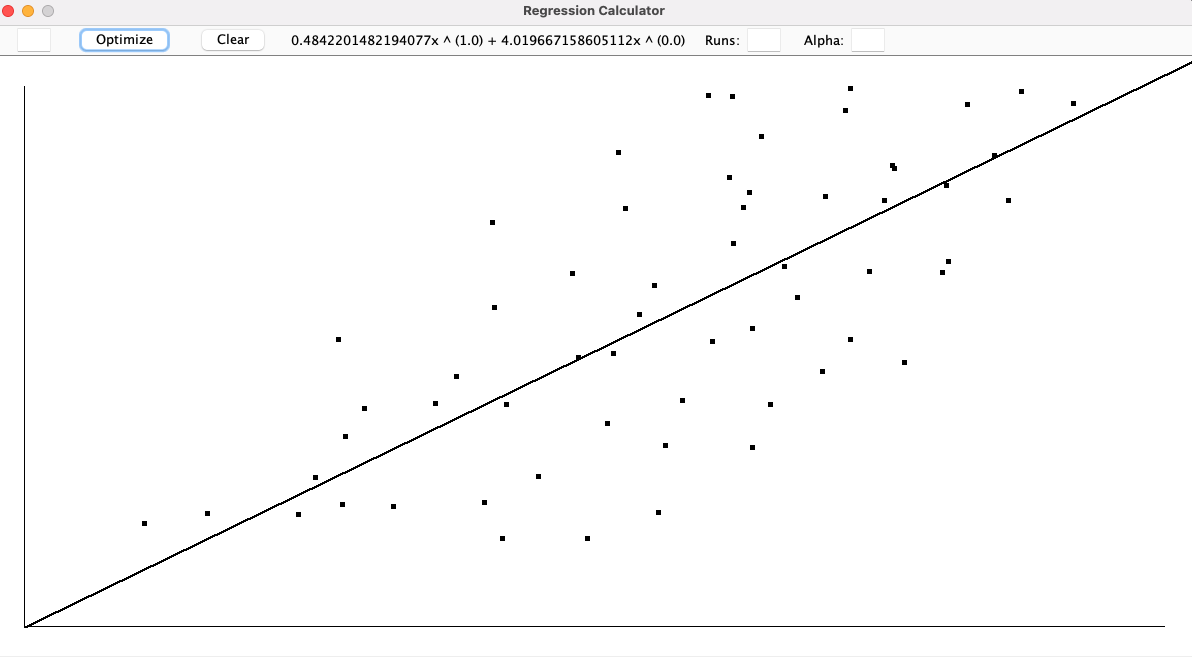 Regression Calculator
Optimize Clear 0.4842201482194077x ^ (1.0) + 4.019667158605112x ^ (0.0) Runs: Alpha: